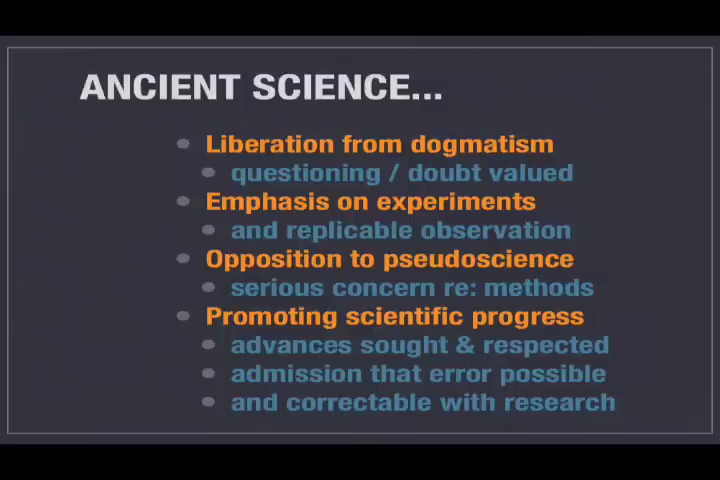 ANCIENT SCIENCE...
Liberation from dogmatism
questioning / doubt valued
Emphasis on experiments
and replicable observation
Opposition to pseudoscience
serious concern re: methods
Promoting scientific progress
advances sought & respected
admission that error possible
and correctable with research